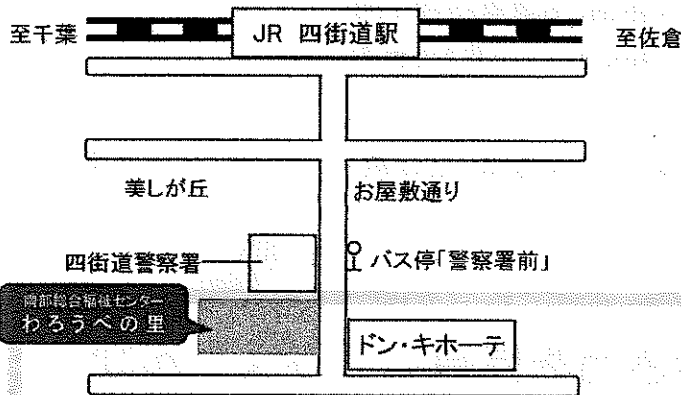 至千葉
JR 四街道駅
至佐倉
美しが丘
お屋敷通り
四街道警察署
バス停「警察署前」
南部総合福祉センター
わろうべの里
ドン・キホーテ